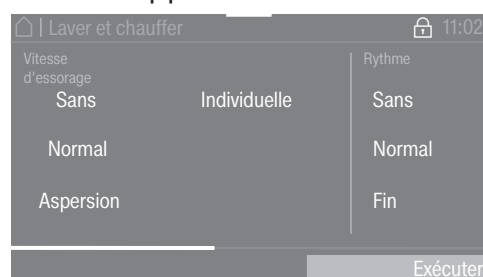 | Laver et chauffer 11:02
Vitesse
d'essorage
Rythme
Sans Individuelle Sans
Normal Normal
Aspersion Fin
Exécuter